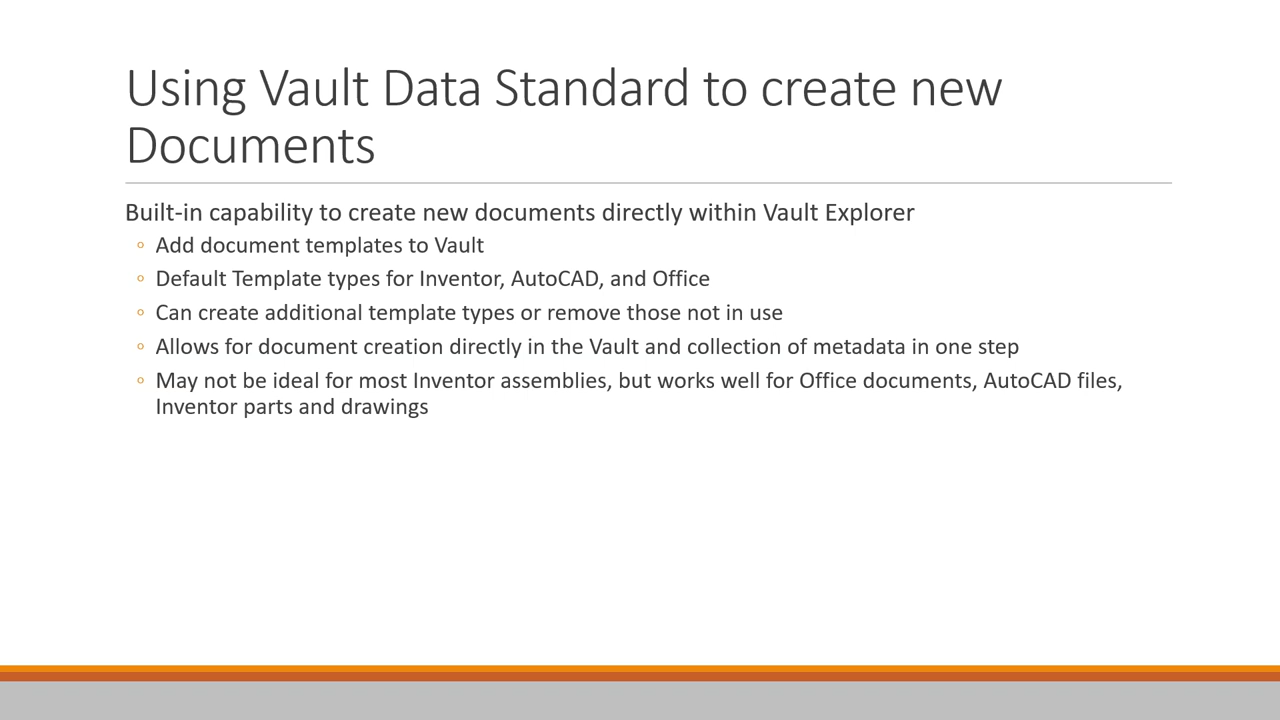 Using Vault Data Standard to create new
Documents
Built-in capability to create new documents directly within Vault Explorer
◦ Add document templates to Vault
◦ Default Template types for Inventor, AutoCAD, and Office
◦ Can create additional template types or remove those not in use
◦ Allows for document creation directly in the Vault and collection of metadata in one step
◦ May not be ideal for most Inventor assemblies, but works well for Office documents, AutoCAD files,
Inventor parts and drawings